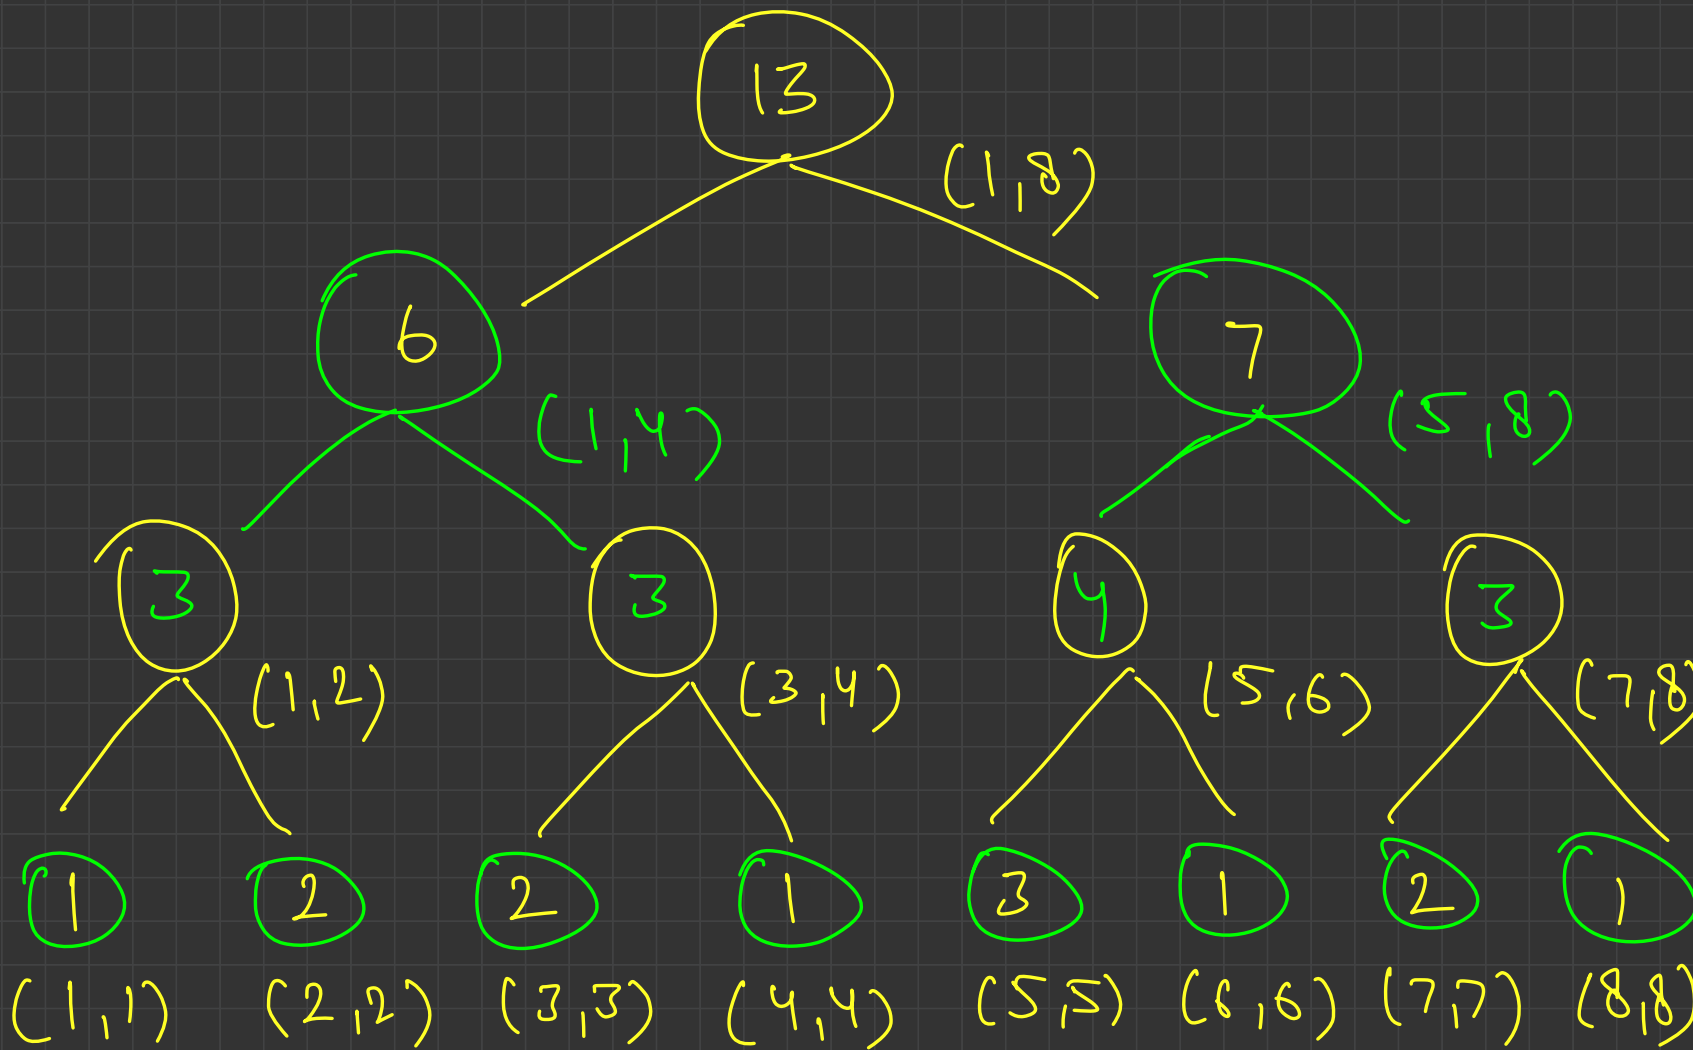 13
(1,8)
6 7
(1,4) (5,8)
3 3 4 3
(1,2) (3,4) (5,6) (7,8)
1 2 2 1 3 1 2 1
(1,1) (2,2) (3,3) (4,4) (5,5) (6,6) (7,7) (8,8)